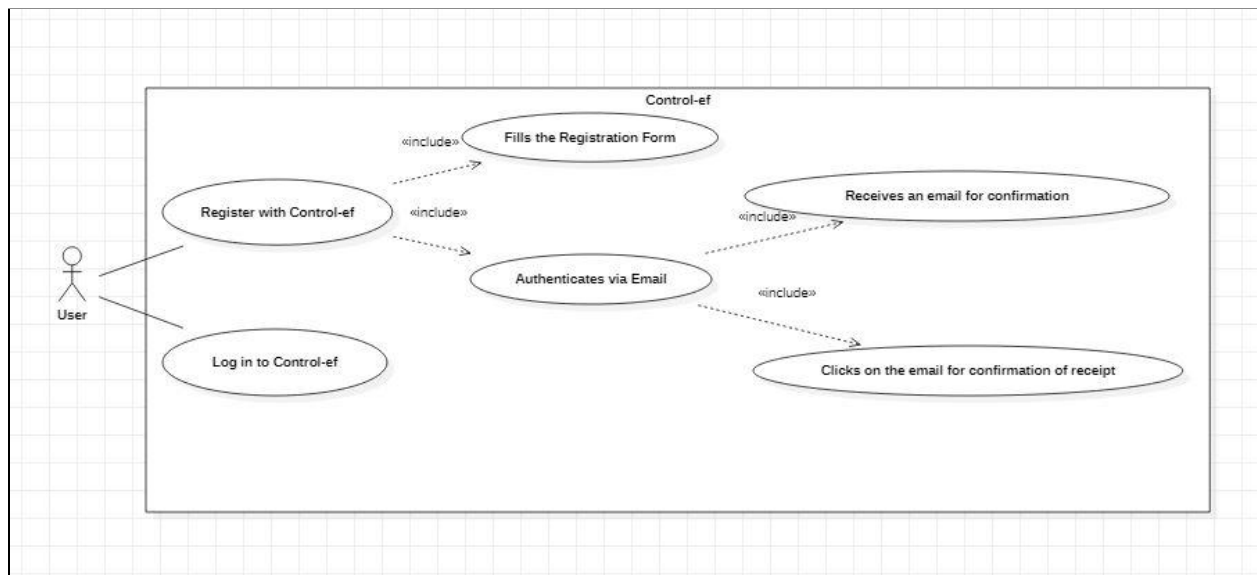 Control-ef
«include»
Fills the Registration Form
Register with Control-ef
«include»
Receives an email for confirmation
«include»
Authenticates via Email
«include»
User
Log in to Control-ef
Clicks on the email for confirmation of receipt